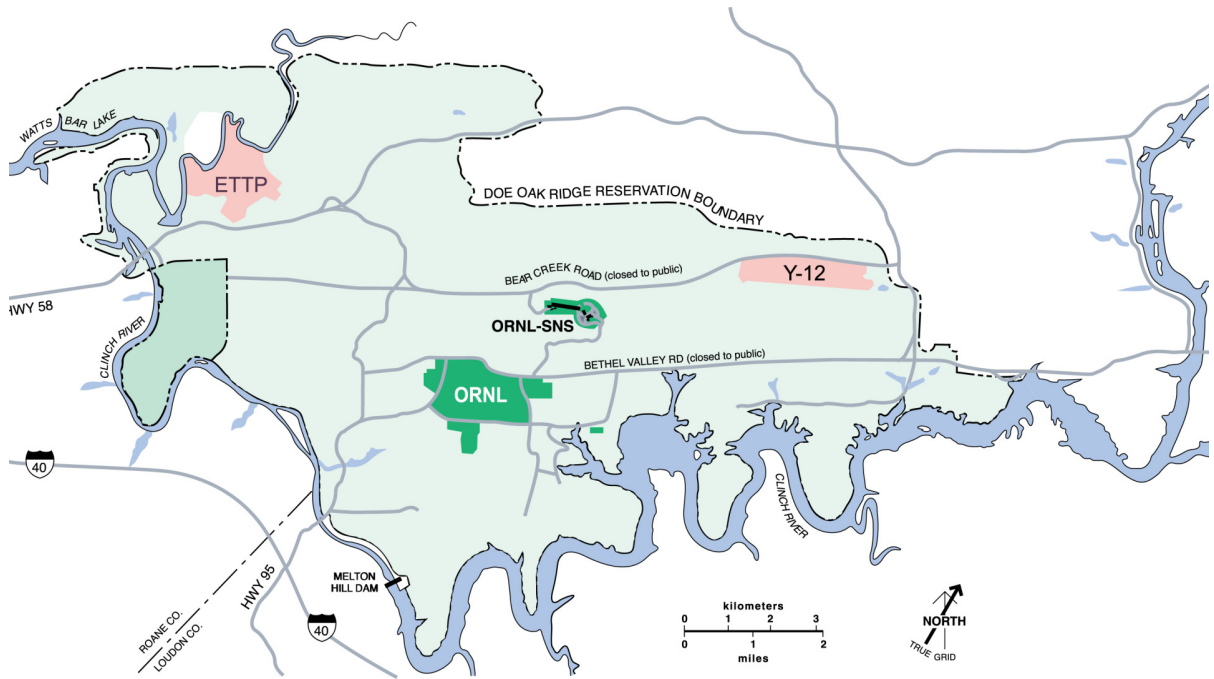 WATTS BAR LAKE
ETTP
DOE OAK RIDGE RESERVATION BOUNDARY
BEAR CREEK ROAD (closed to public)
Y-12
HWY 58
ORNL-SNS
CLINCH RIVER
BETHEL VALLEY RD (closed to public)
ORNL
40
CLINCH RIVER
HWY 95
MELTON
HILL DAM
ROANE CO.
LOUDON CO.
40
kilometers
0 1 2 3
0 1 2
miles
NORTH
TRUE GRID